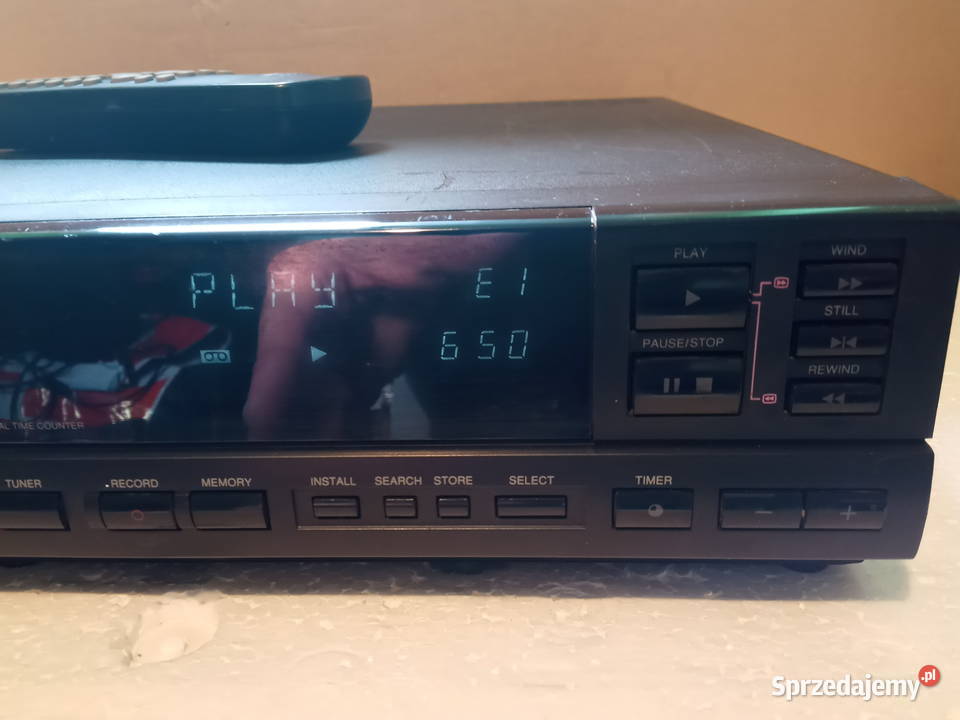 PLAY E1
650
AL TIME COUNTER
PLAY
WIND
STILL
PAUSE/STOP
REWIND
TUNER RECORD MEMORY INSTALL SEARCH STORE SELECT TIMER
− +
Sprzedajemy.pl